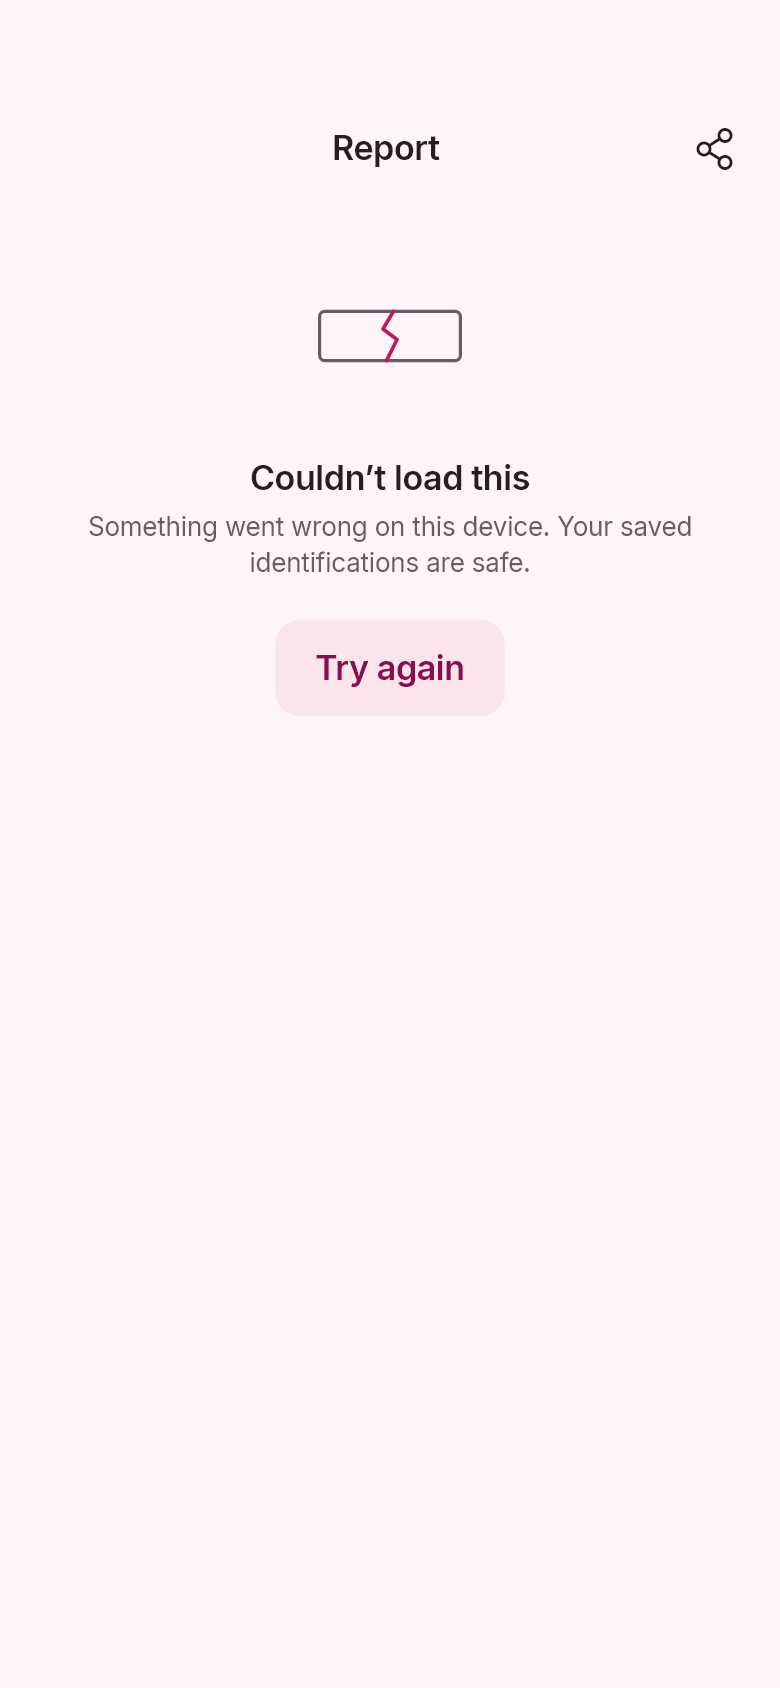 Report
Couldn’t load this
Something went wrong on this device. Your saved
identifications are safe.
Try again